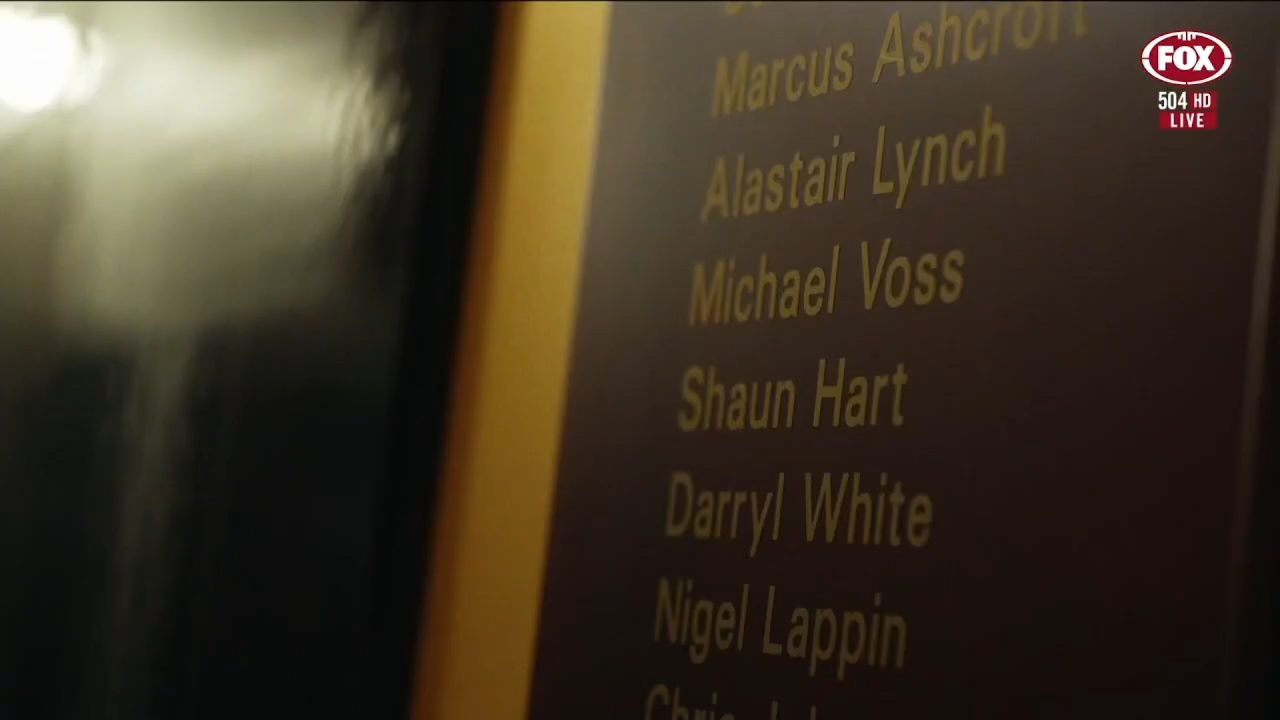 Marcus Ashcroft
Alastair Lynch
Michael Voss
Shaun Hart
Darryl White
Nigel Lappin
FOX
504 HD
LIVE